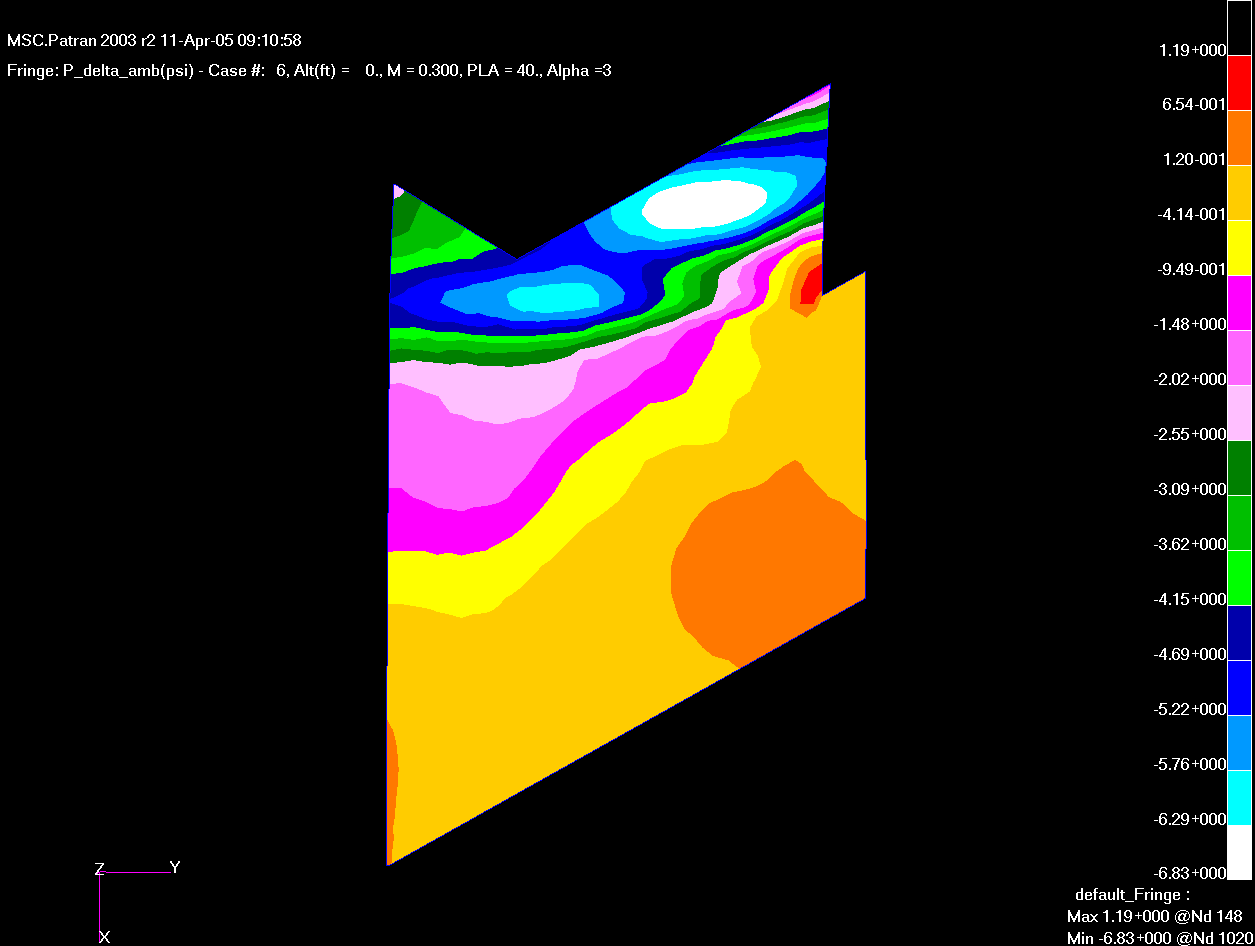 MSC.Patran 2003 r2 11-Apr-05 09:10:58
Fringe: P_delta_amb(psi) - Case #: 6, Alt(ft) = 0., M = 0.300, PLA = 40., Alpha =3
1.19+000
6.54-001
1.20-001
-4.14-001
-9.49-001
-1.48+000
-2.02+000
-2.55+000
-3.09+000
-3.62+000
-4.15+000
-4.69+000
-5.22+000
-5.76+000
-6.29+000
-6.83+000
default_Fringe :
Max 1.19+000 @Nd 148
Min -6.83+000 @Nd 1020
Z
Y
X